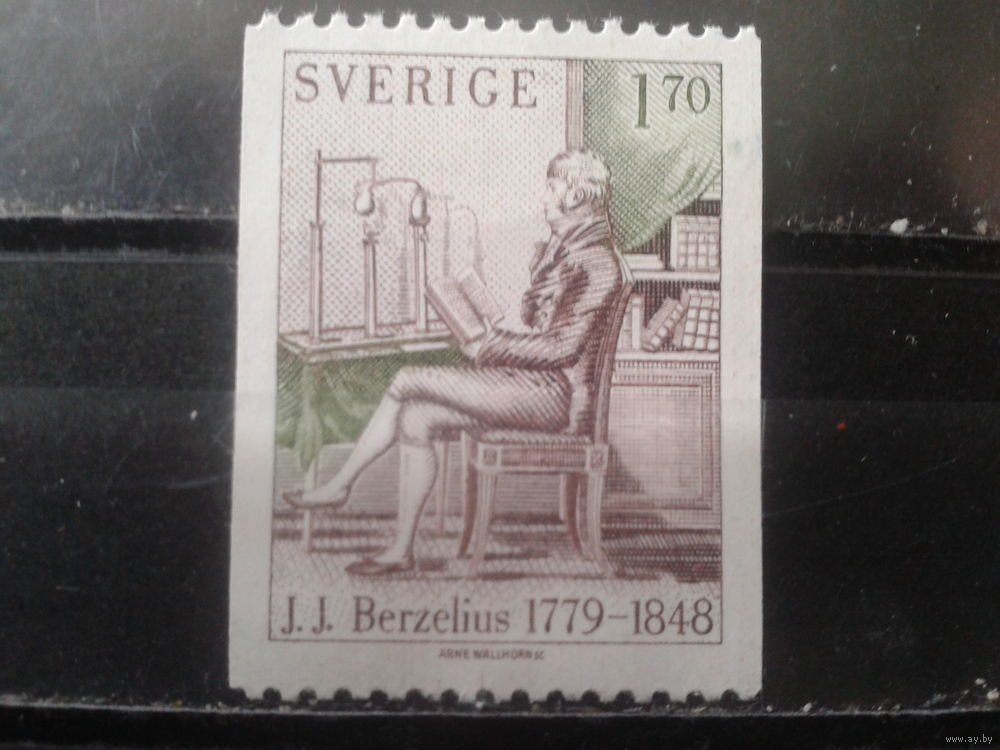 SVERIGE 1 70
J. J. Berzelius 1779-1848
ARNE WALLHORN SC
www.ay.by